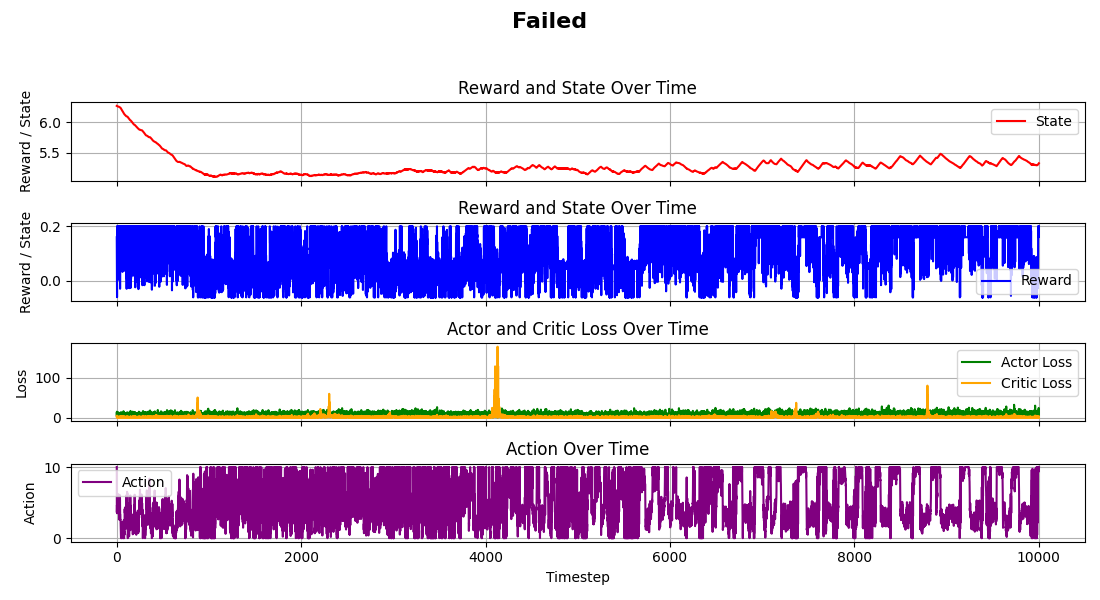 Failed
Reward and State Over Time
Reward / State
6.0
5.5
State
Reward and State Over Time
Reward / State
0.2
0.0
Reward
Actor and Critic Loss Over Time
Loss
100
0
Actor Loss
Critic Loss
Action Over Time
Action
10
0
Action
0 2000 4000 6000 8000 10000
Timestep